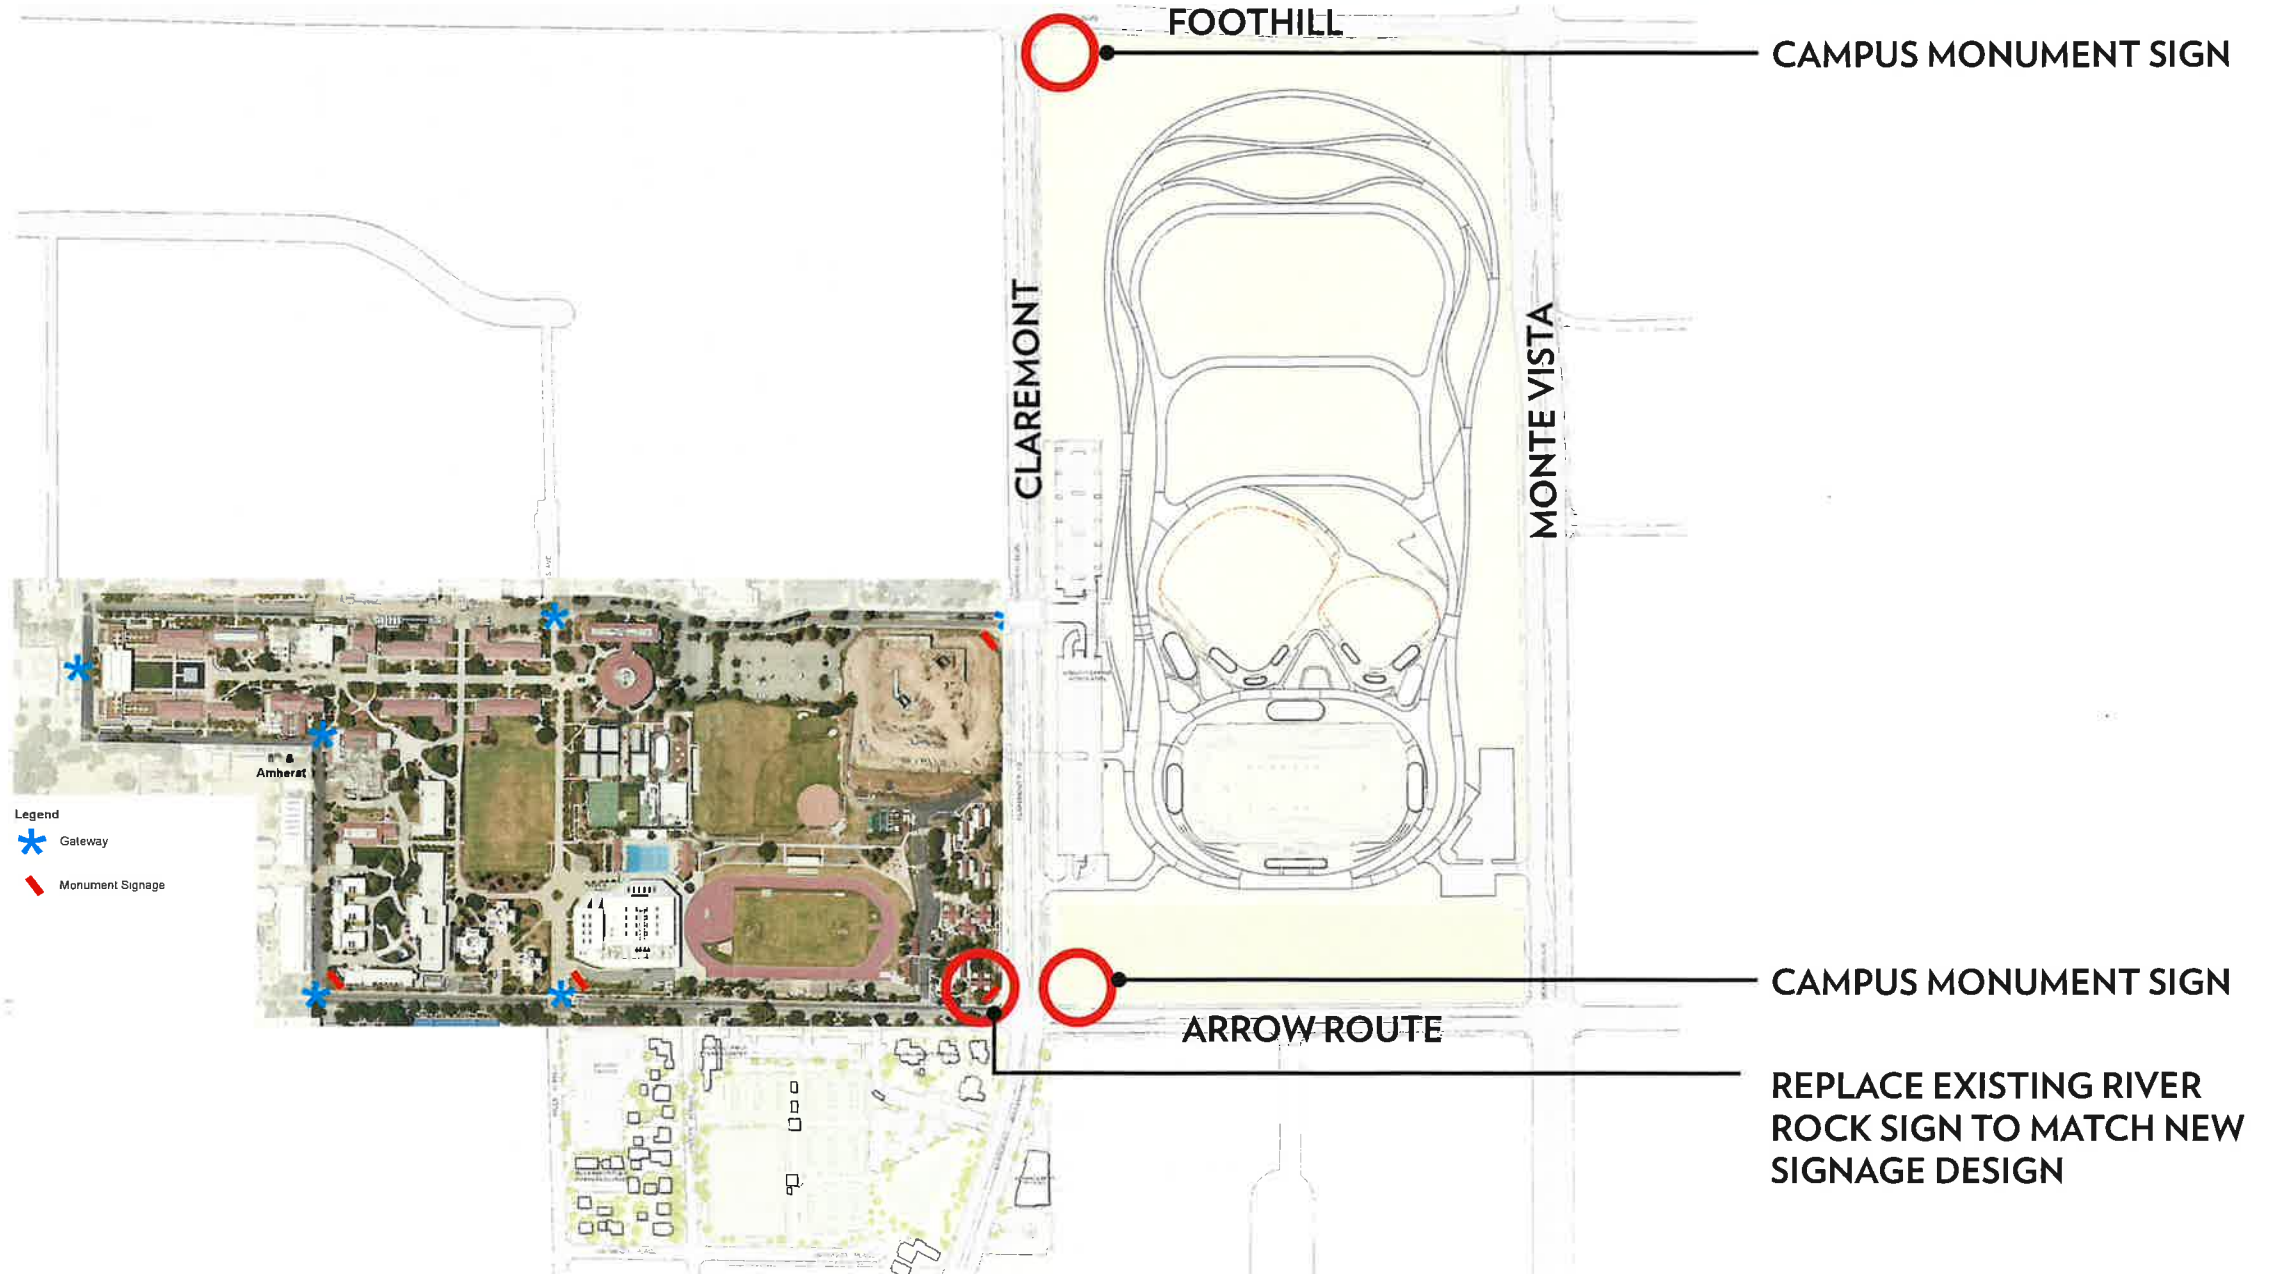 FOOTHILL
CAMPUS MONUMENT SIGN
CLAREMONT
MONTE VISTA
Amherst
Legend
Gateway
Monument Signage
CAMPUS MONUMENT SIGN
ARROW ROUTE
REPLACE EXISTING RIVER
ROCK SIGN TO MATCH NEW
SIGNAGE DESIGN